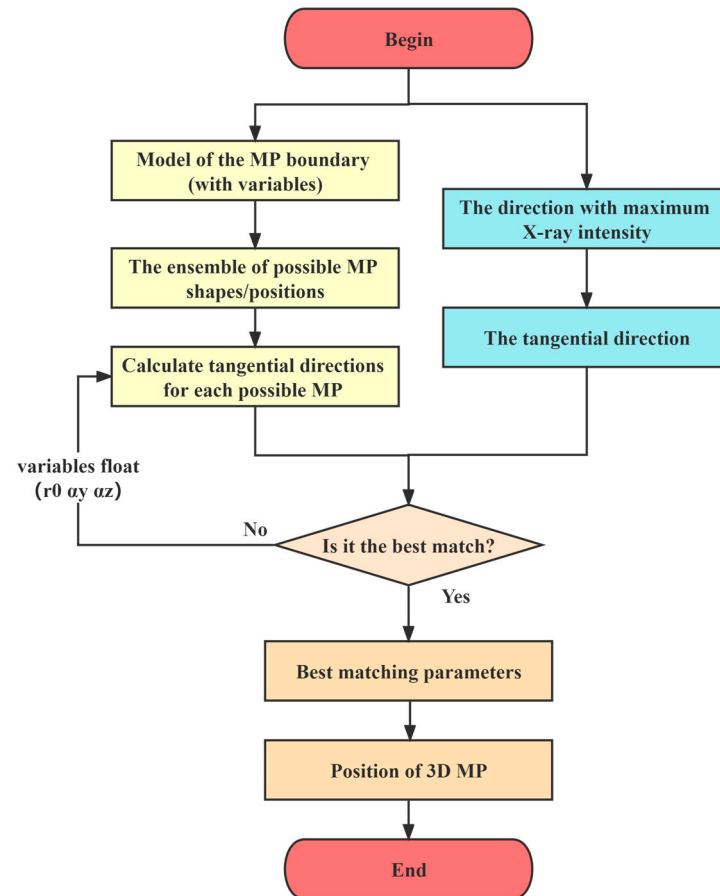 Begin
Model of the MP boundary
(with variables)
The direction with maximum
X-ray intensity
The ensemble of possible MP
shapes/positions
The tangential direction
Calculate tangential directions
for each possible MP
variables float
(r0 αy αz)
No
Is it the best match?
Yes
Best matching parameters
Position of 3D MP
End